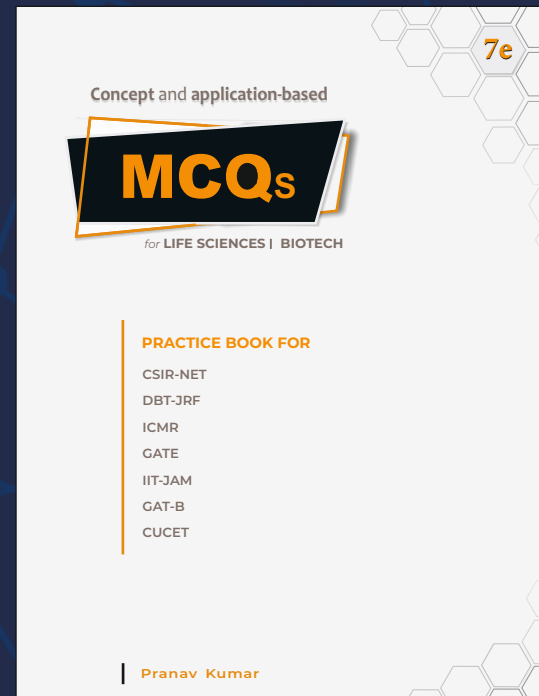 7e
Concept and application-based
MCQs
for LIFE SCIENCES | BIOTECH
PRACTICE BOOK FOR
CSIR-NET
DBT-JRF
ICMR
GATE
IIT-JAM
GAT-B
CUCET
Pranav Kumar